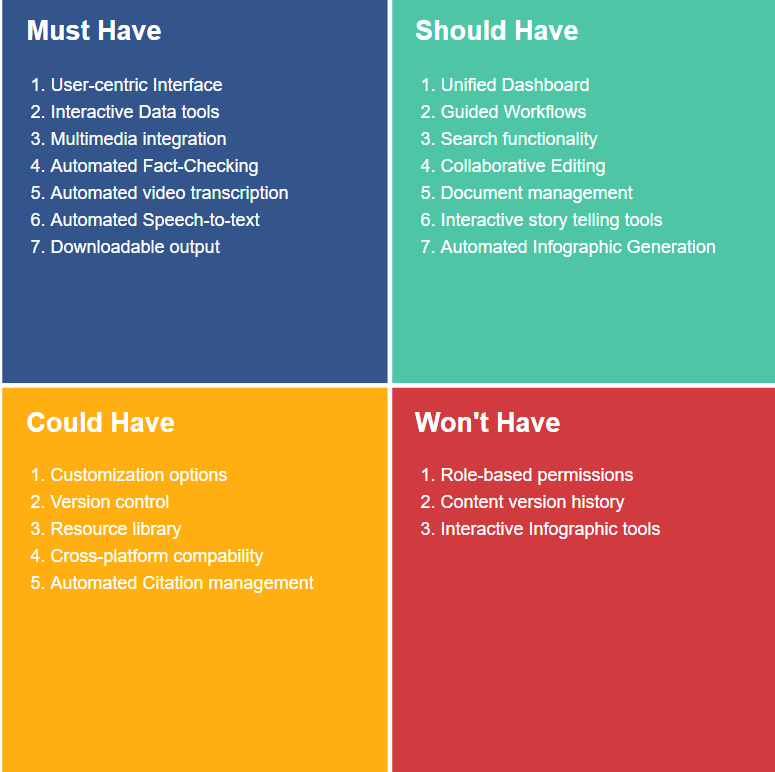 Must Have
1. User-centric Interface
2. Interactive Data tools
3. Multimedia integration
4. Automated Fact-Checking
5. Automated video transcription
6. Automated Speech-to-text
7. Downloadable output
Should Have
1. Unified Dashboard
2. Guided Workflows
3. Search functionality
4. Collaborative Editing
5. Document management
6. Interactive story telling tools
7. Automated Infographic Generation
Could Have
1. Customization options
2. Version control
3. Resource library
4. Cross-platform compability
5. Automated Citation management
Won't Have
1. Role-based permissions
2. Content version history
3. Interactive Infographic tools